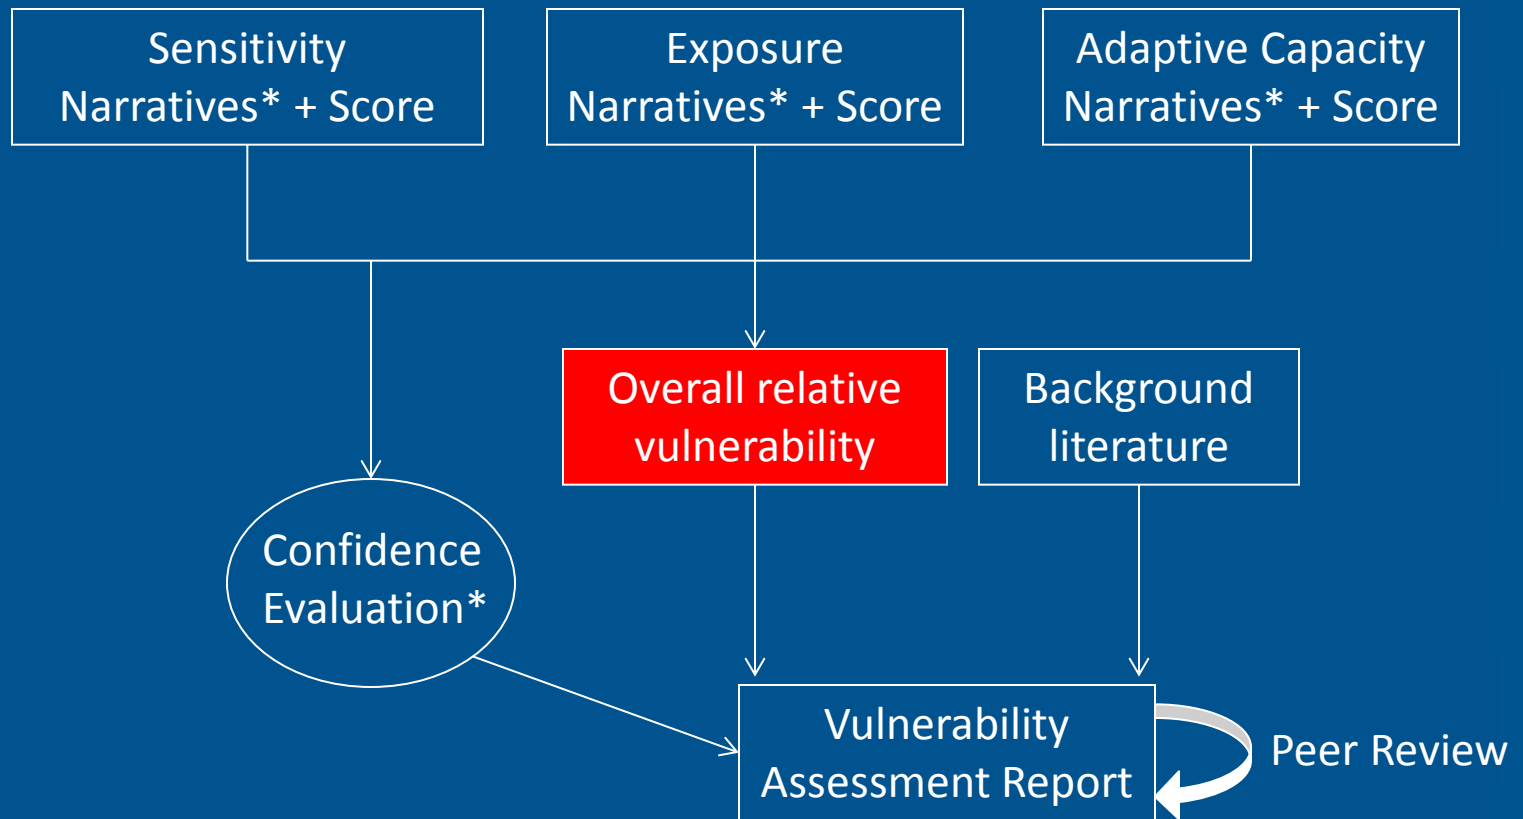 Sensitivity
Narratives* + Score
Exposure
Narratives* + Score
Adaptive Capacity
Narratives* + Score
Overall relative
vulnerability
Background
literature
Confidence
Evaluation*
Vulnerability
Assessment Report
Peer Review